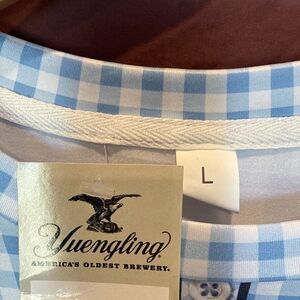 L
Yuengling
AMERICA'S OLDEST BREWERY.